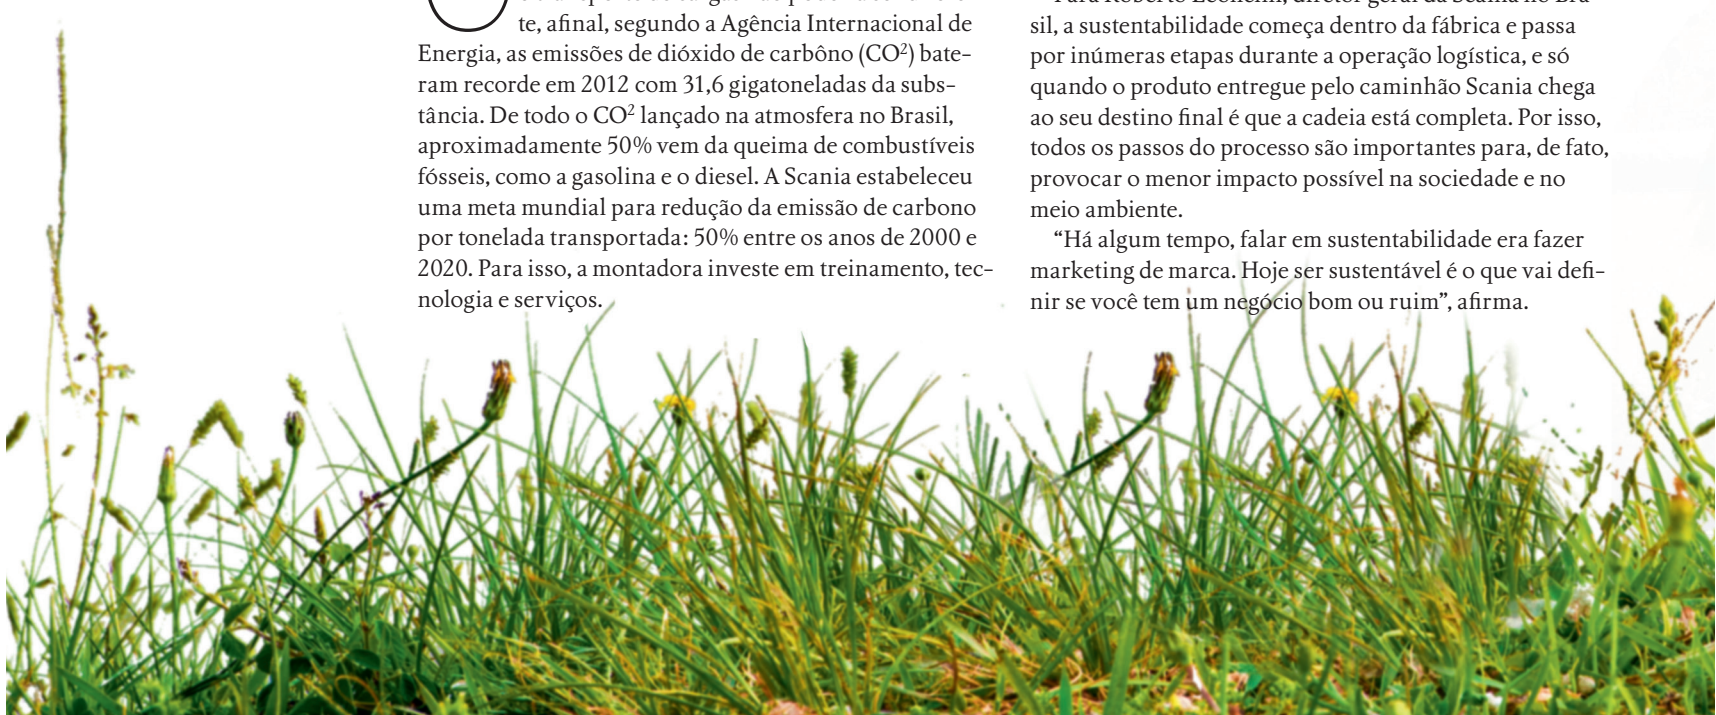 te, afinal, segundo a Agência Internacional de
Energia, as emissões de dióxido de carbôno (CO²) bate-
ram recorde em 2012 com 31,6 gigatoneladas da subs-
tância. De todo o CO² lançado na atmosfera no Brasil,
aproximadamente 50% vem da queima de combustíveis
fósseis, como a gasolina e o diesel. A Scania estabeleceu
uma meta mundial para redução da emissão de carbono
por tonelada transportada: 50% entre os anos de 2000 e
2020. Para isso, a montadora investe em treinamento, tec-
nologia e serviços.
sil, a sustentabilidade começa dentro da fábrica e passa
por inúmeras etapas durante a operação logística, e só
quando o produto entregue pelo caminhão Scania chega
ao seu destino final é que a cadeia está completa. Por isso,
todos os passos do processo são importantes para, de fato,
provocar o menor impacto possível na sociedade e no
meio ambiente.
“Há algum tempo, falar em sustentabilidade era fazer
marketing de marca. Hoje ser sustentável é o que vai defi-
nir se você tem um negócio bom ou ruim”, afirma.